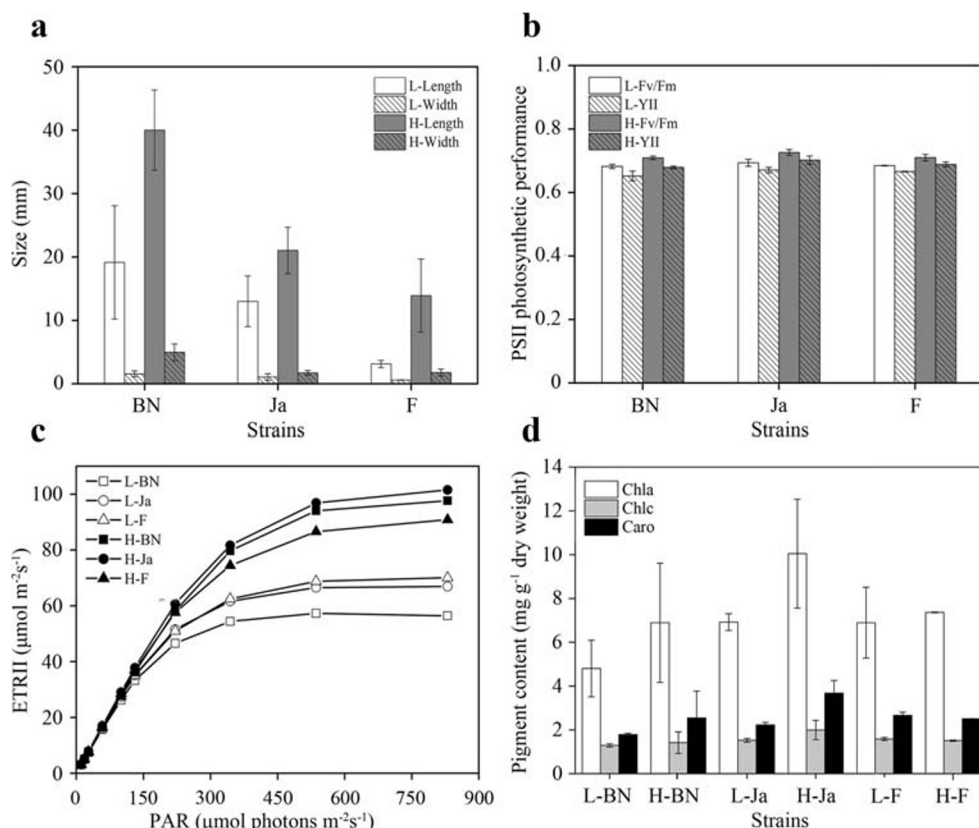 a
50
40
30
20
10
0
Size (mm)
L-Length
L-Width
H-Length
H-Width
BN Ja F
Strains
b
1.0
0.8
0.6
0.4
0.2
0
PSII photosynthetic performance
L-Fv/Fm
L-YII
H-Fv/Fm
H-YII
BN Ja F
Strains
c
100
80
60
40
20
0
ETRII (μmol m⁻²s⁻¹)
L-BN
L-Ja
L-F
H-BN
H-Ja
H-F
0 150 300 450 600 750 900
PAR (μmol photons m⁻²s⁻¹)
d
14
12
10
8
6
4
2
0
Pigment content (mg g⁻¹ dry weight)
Chla
Chlc
Caro
L-BN H-BN L-Ja H-Ja L-F H-F
Strains